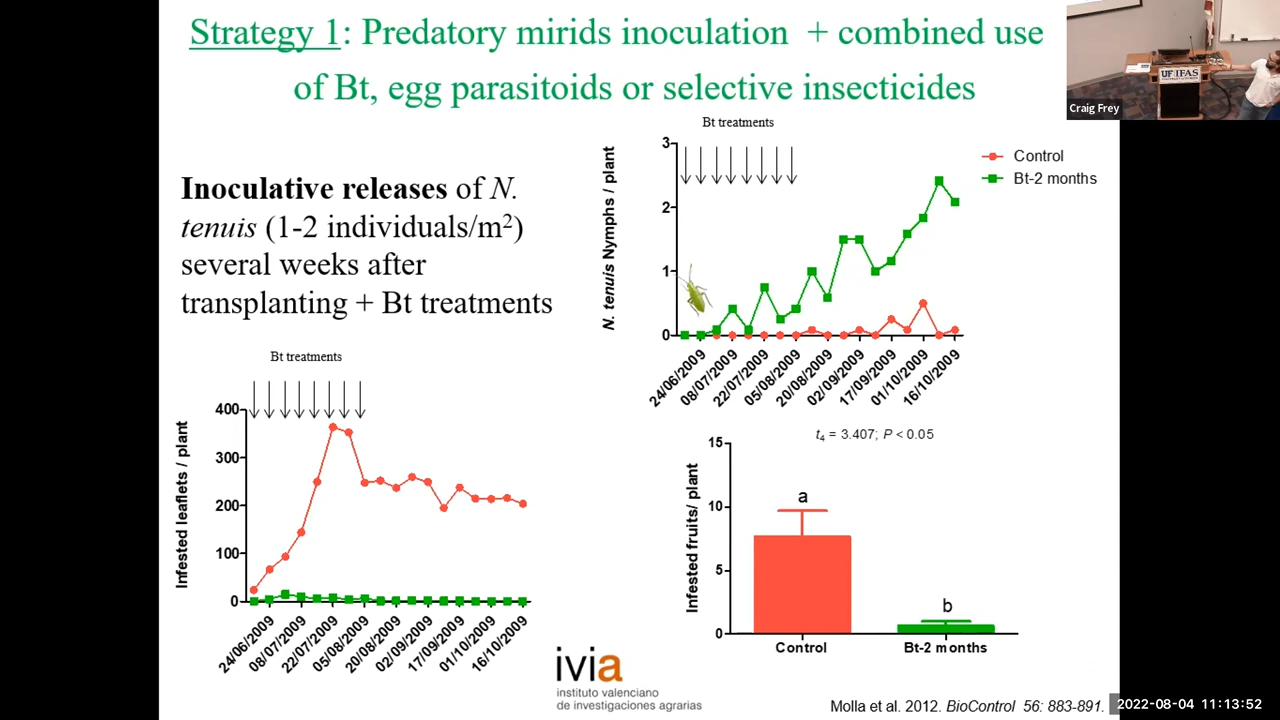 Strategy 1: Predatory mirids inoculation + combined use
of Bt, egg parasitoids or selective insecticides
UF IFAS
Craig Frey
Inoculative releases of N.
tenuis (1-2 individuals/m²)
several weeks after
transplanting + Bt treatments
Bt treatments
N. tenuis Nymphs / plant
3
2
1
0
24/06/2009
08/07/2009
22/07/2009
05/08/2009
20/08/2009
02/09/2009
17/09/2009
01/10/2009
16/10/2009
Control
Bt-2 months
Bt treatments
Infested leaflets / plant
400
300
200
100
0
24/06/2009
08/07/2009
22/07/2009
05/08/2009
20/08/2009
02/09/2009
17/09/2009
01/10/2009
16/10/2009
t4 = 3.407; P < 0.05
Infested fruits/ plant
15
10
5
0
a
b
Control
Bt-2 months
ivia
instituto valenciano
de investigaciones agrarias
Molla et al. 2012. BioControl 56: 883-891.
2022-08-04 11:13:52